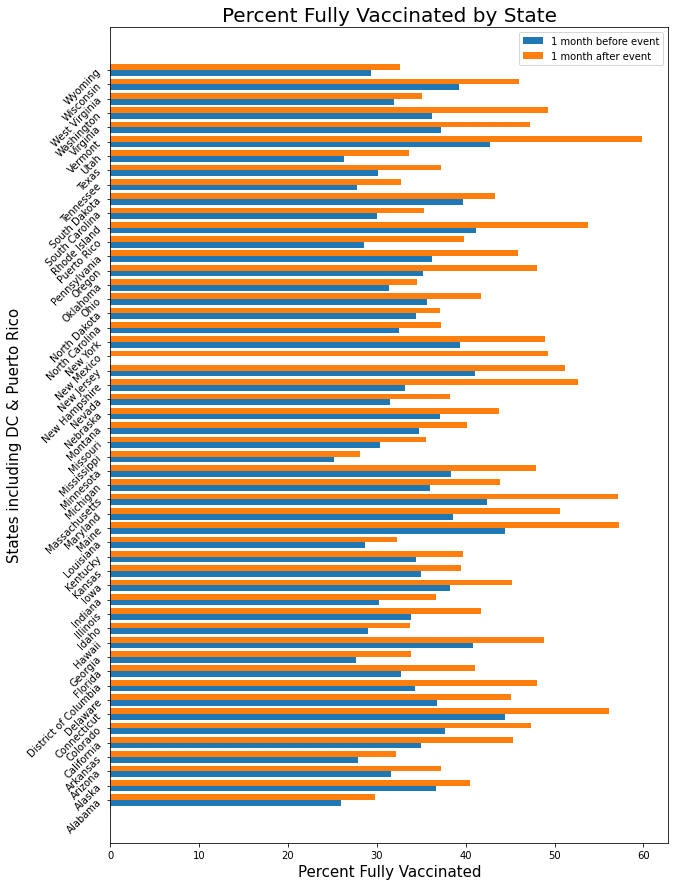 Percent Fully Vaccinated by State
1 month before event
1 month after event
Wyoming
Wisconsin
West Virginia
Washington
Virginia
Vermont
Utah
Texas
Tennessee
South Dakota
South Carolina
Rhode Island
Puerto Rico
Pennsylvania
Oregon
Oklahoma
Ohio
North Dakota
North Carolina
New York
New Mexico
New Jersey
New Hampshire
Nevada
Nebraska
Montana
Missouri
Mississippi
Minnesota
Michigan
Massachusetts
Maryland
Maine
Louisiana
Kentucky
Kansas
Iowa
Indiana
Illinois
Idaho
Hawaii
Georgia
Florida
District of Columbia
Delaware
Connecticut
Colorado
California
Arkansas
Arizona
Alaska
Alabama
States including DC & Puerto Rico
0 10 20 30 40 50 60
Percent Fully Vaccinated